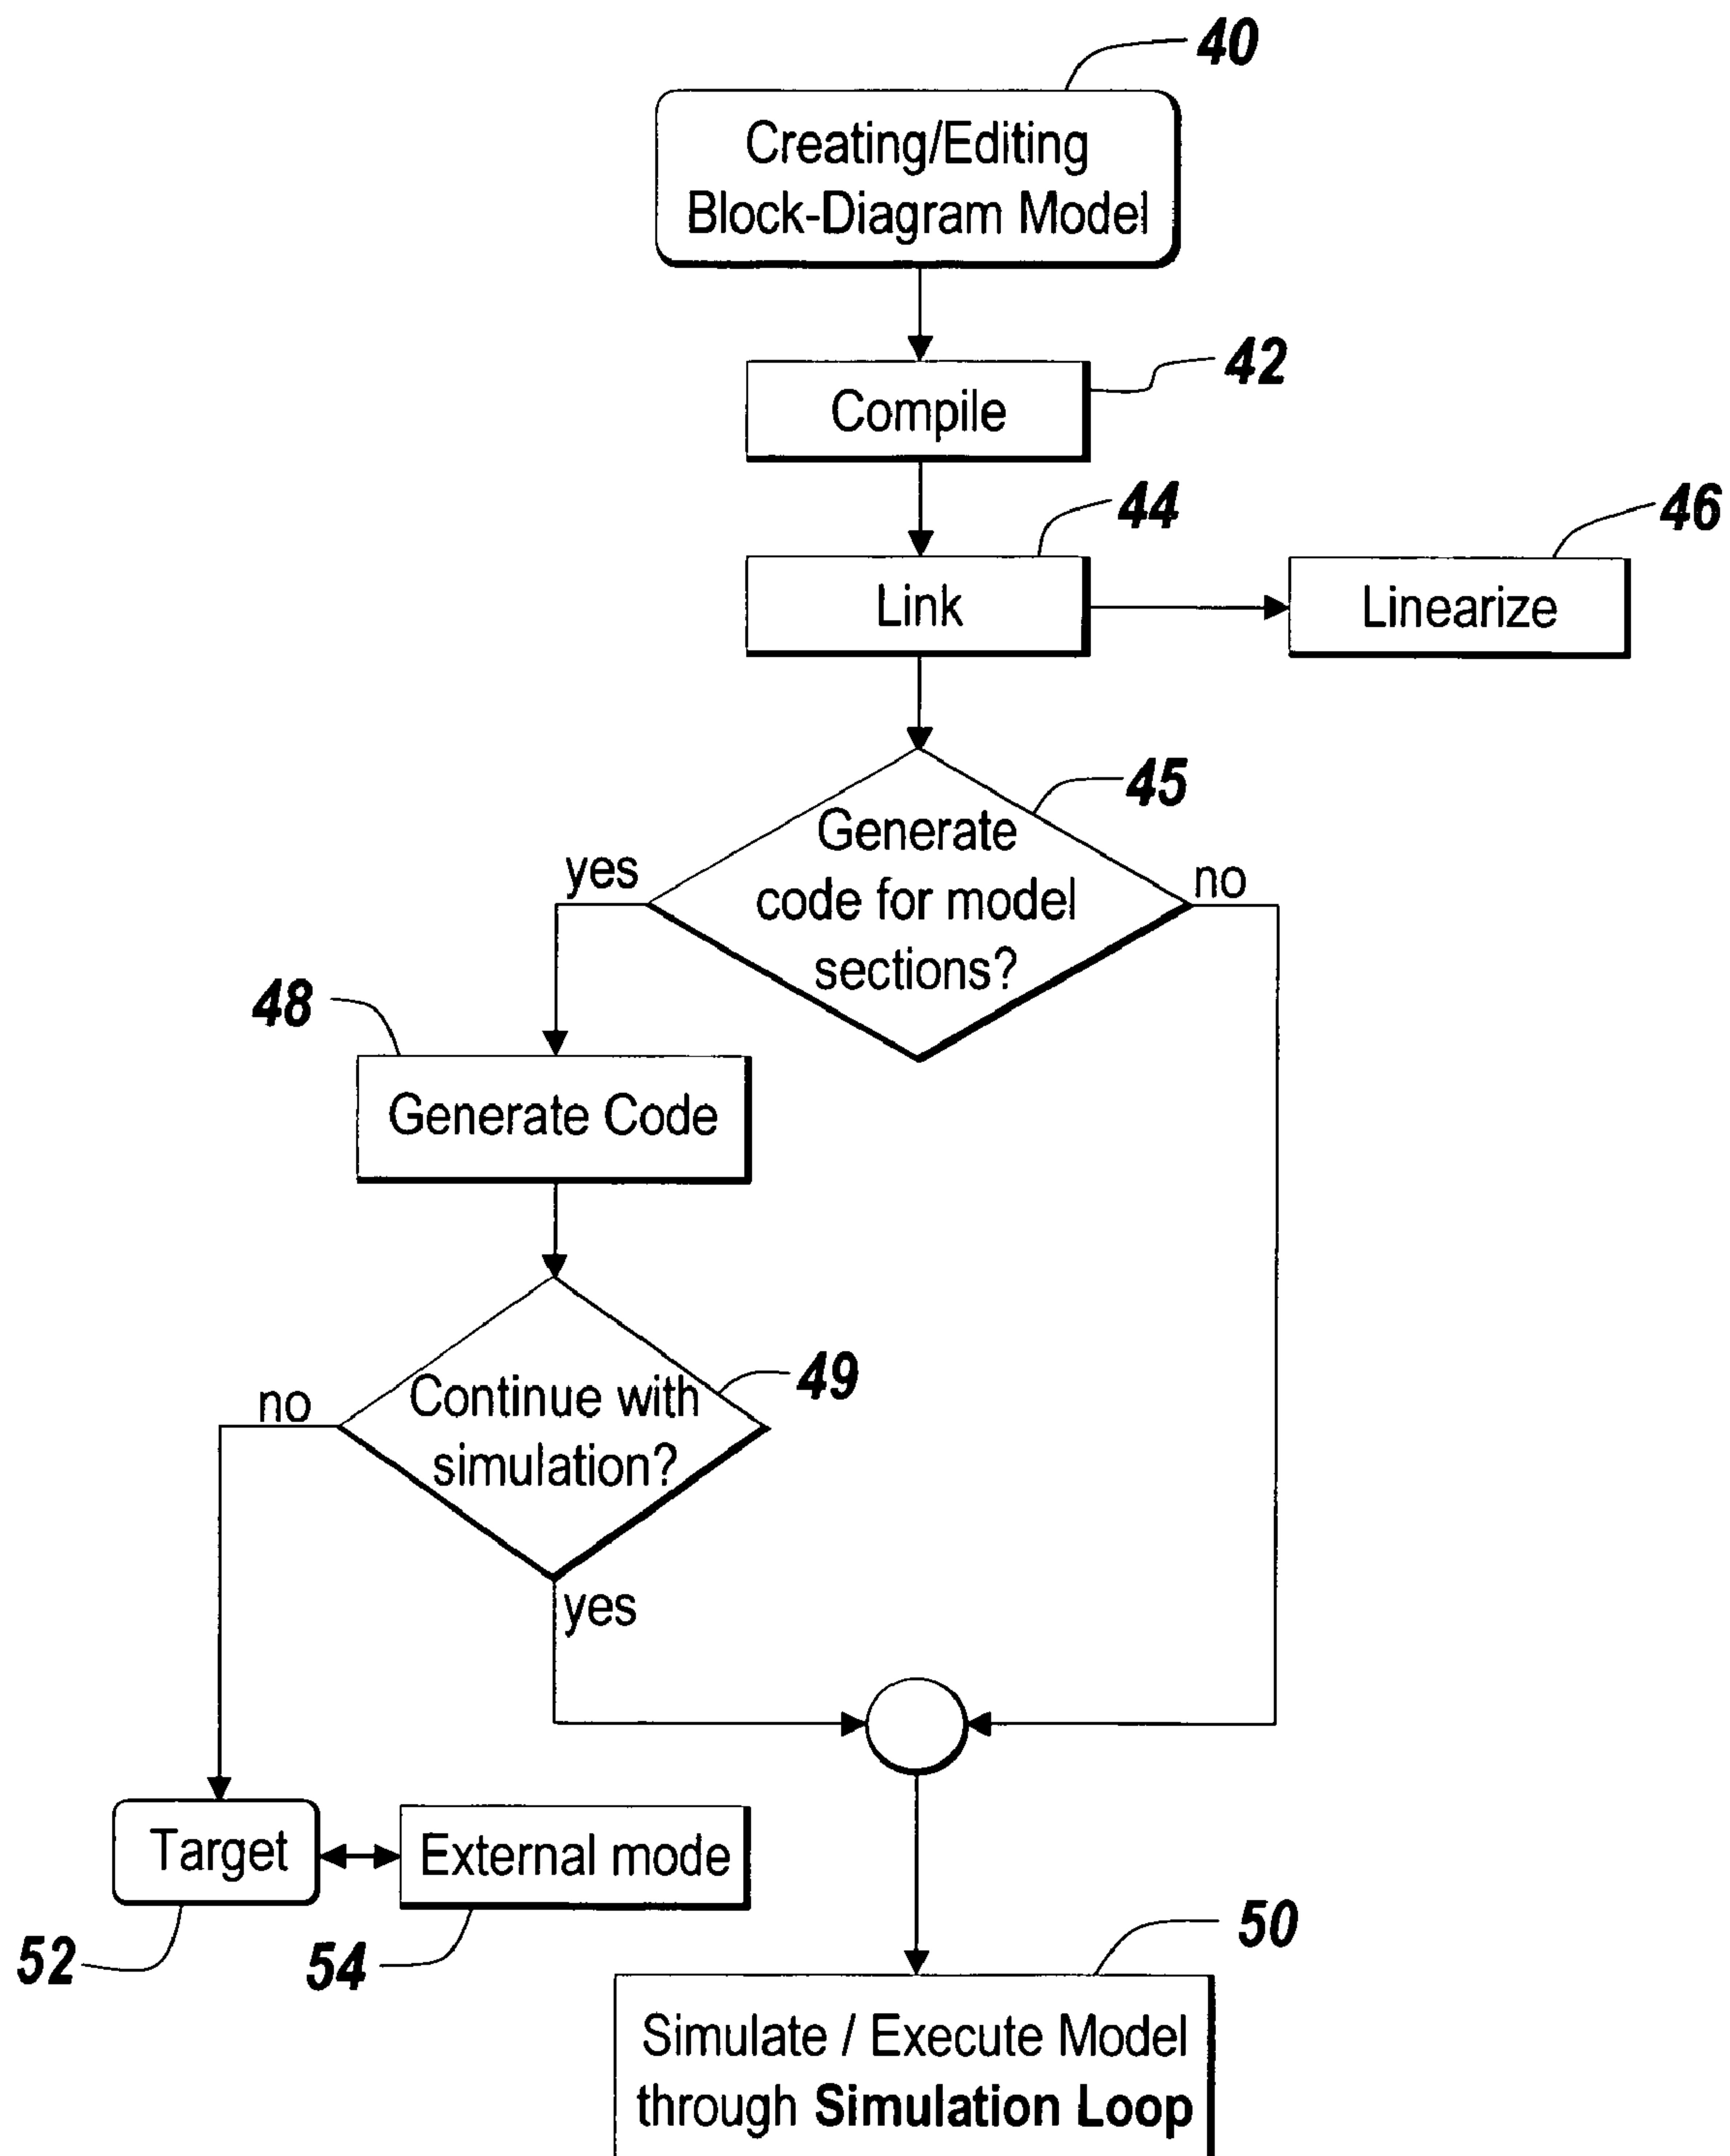 40
Creating/Editing
Block-Diagram Model
42
Compile
44
46
Link
Linearize
45
Generate
code for model
sections?
yes
no
48
Generate Code
49
Continue with
simulation?
no
yes
Target
External mode
52
54
50
Simulate / Execute Model
through Simulation Loop